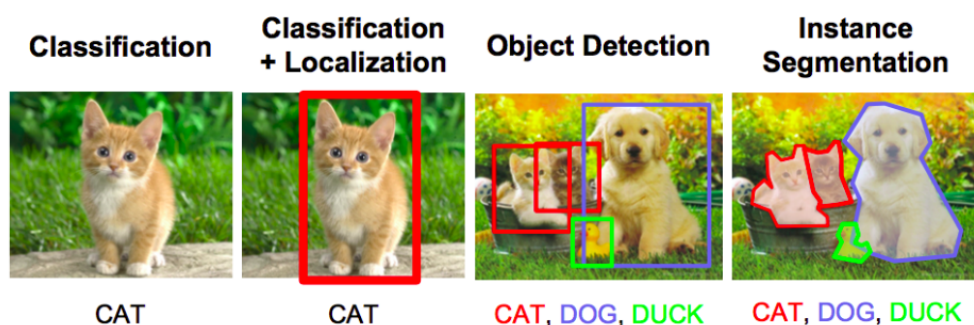 Classification
Classification
+ Localization
Object Detection
Instance
Segmentation
CAT
CAT
CAT, DOG, DUCK
CAT, DOG, DUCK